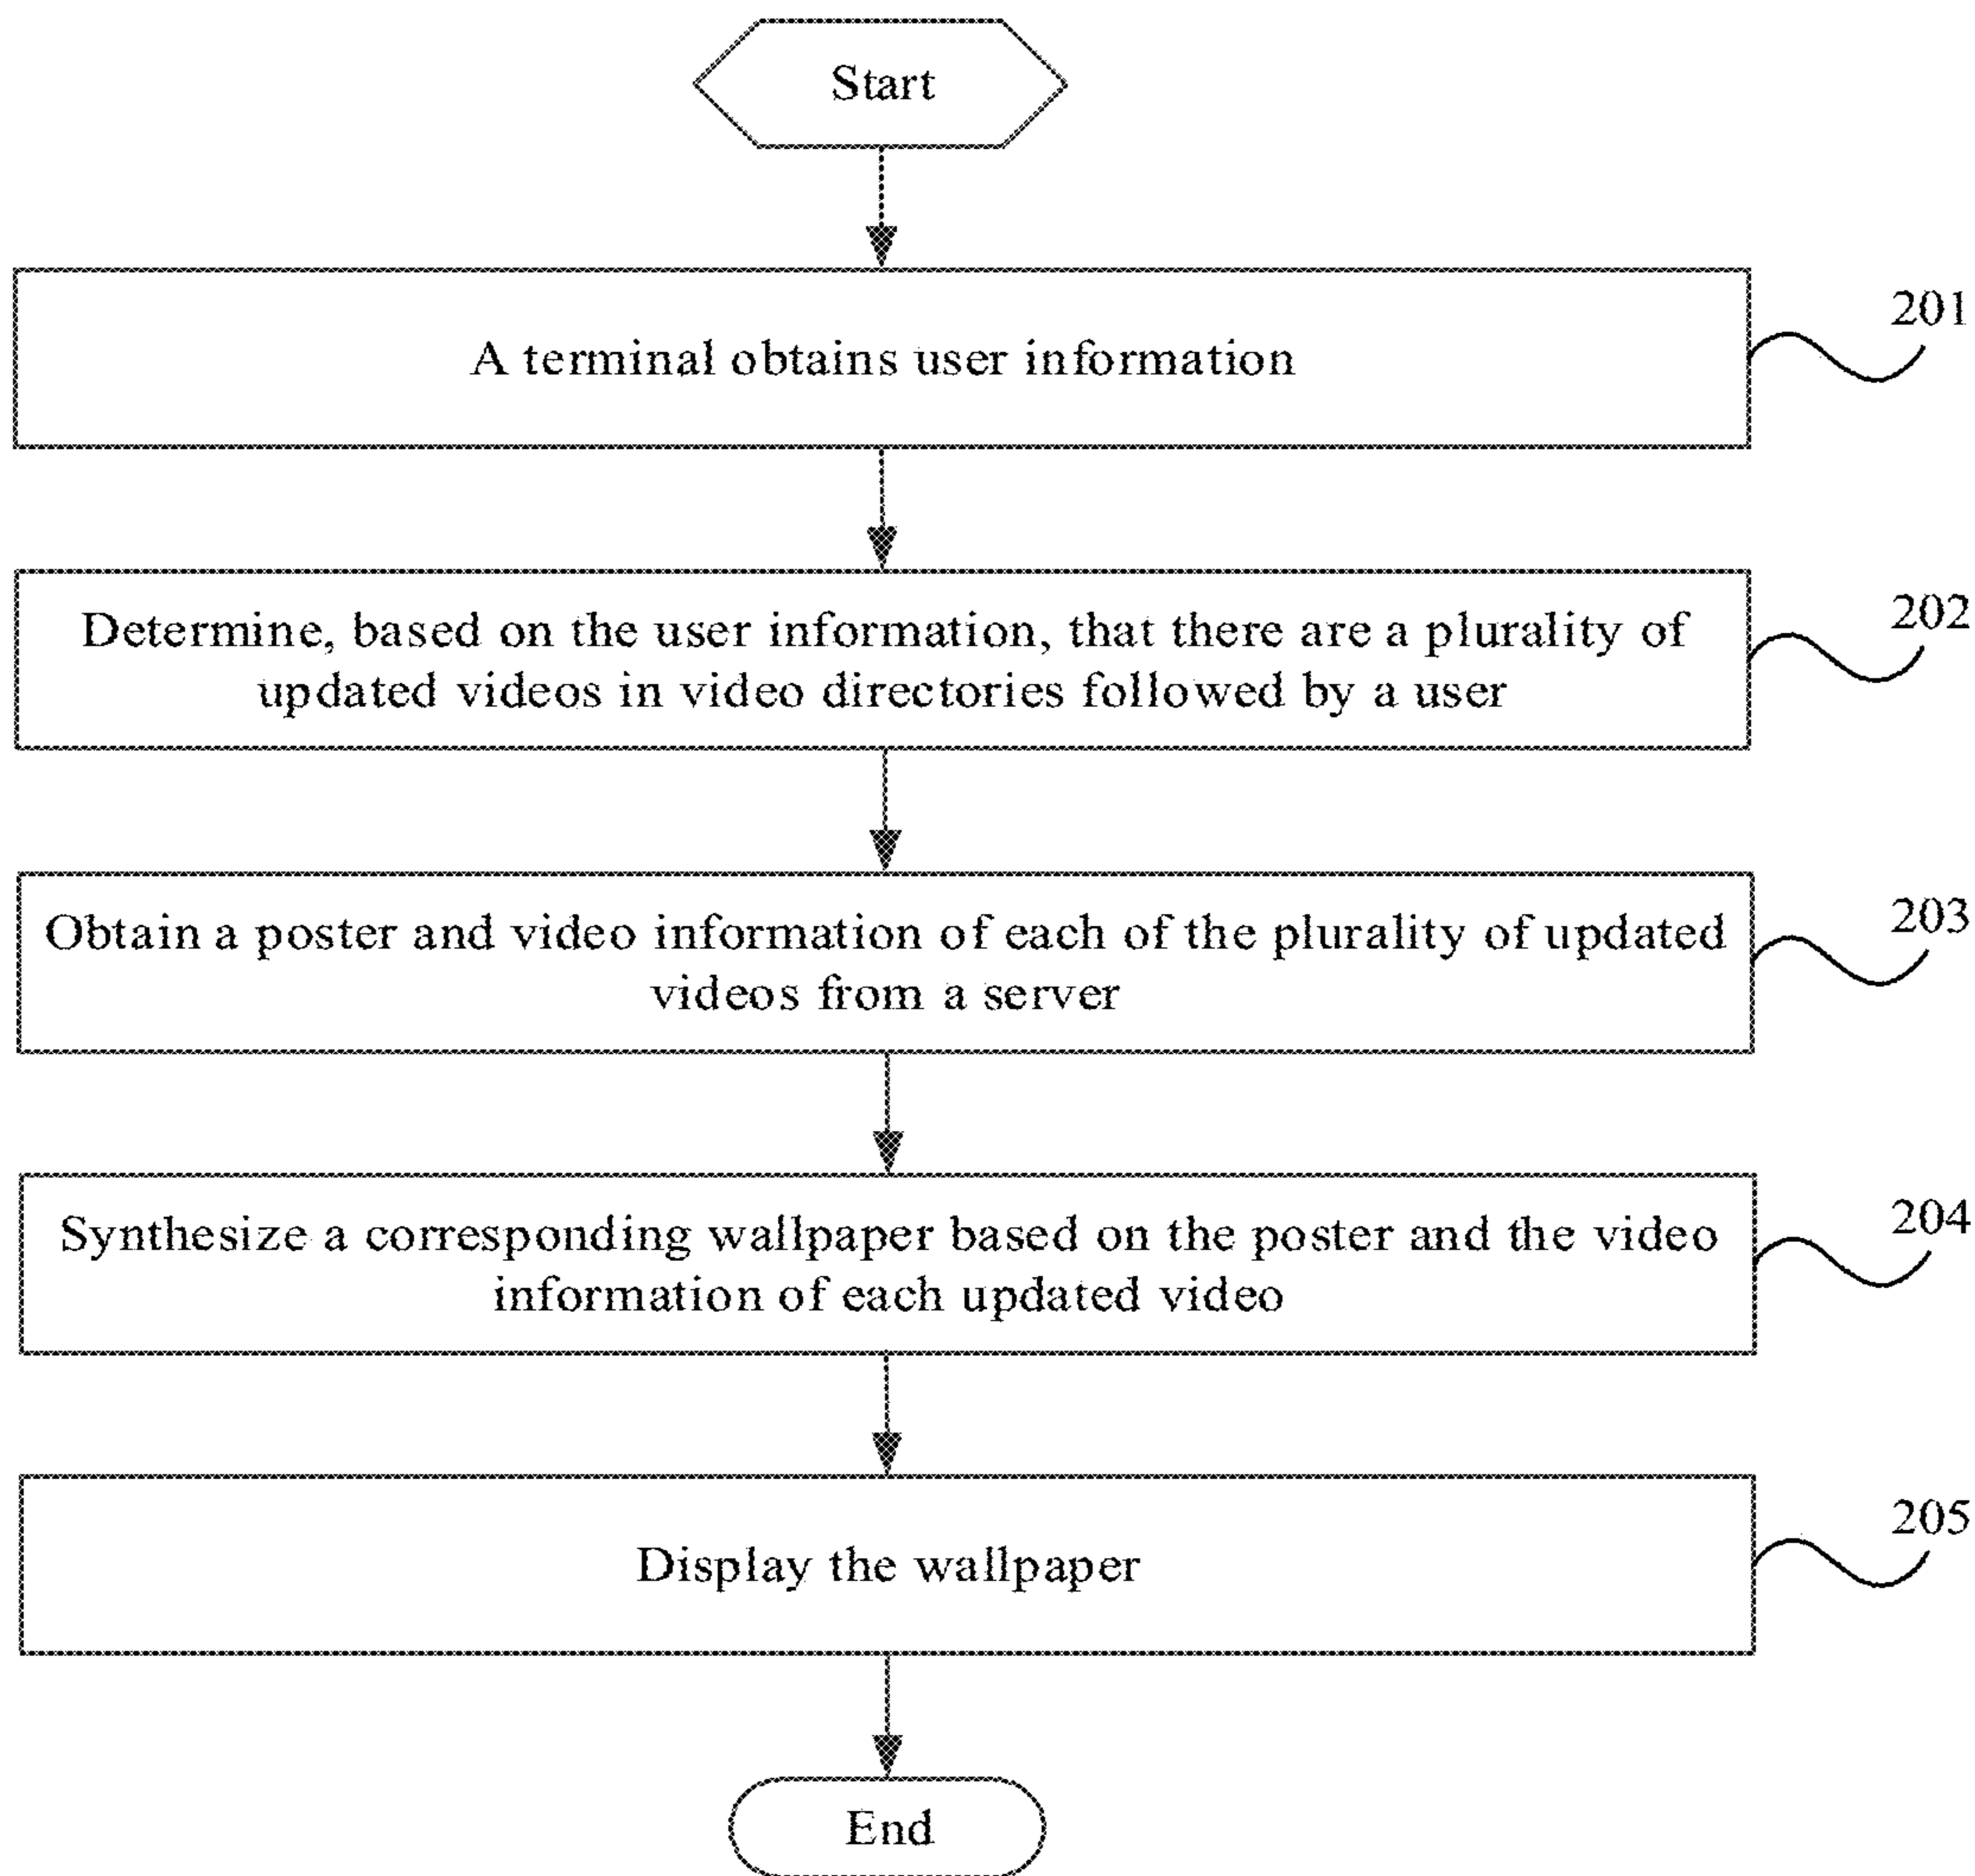 Start
A terminal obtains user information
201
Determine, based on the user information, that there are a plurality of
updated videos in video directories followed by a user
202
Obtain a poster and video information of each of the plurality of updated
videos from a server
203
Synthesize a corresponding wallpaper based on the poster and the video
information of each updated video
204
Display the wallpaper
205
End